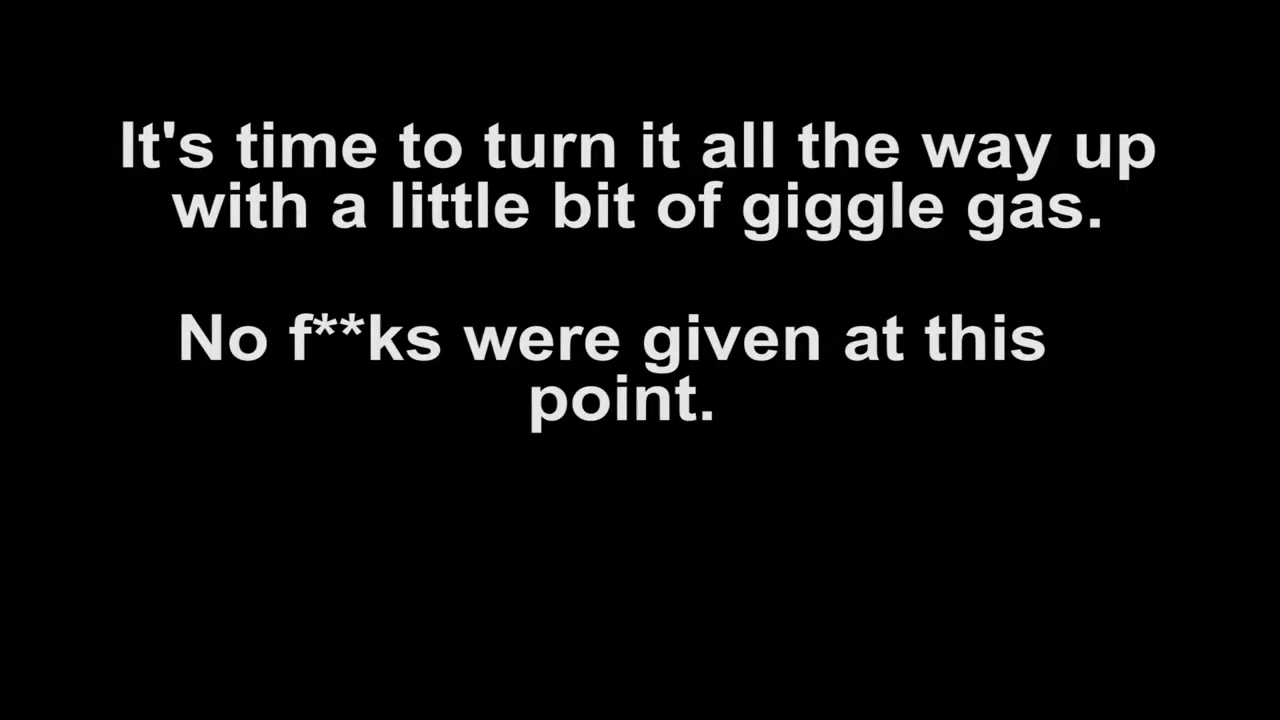 It's time to turn it all the way up
with a little bit of giggle gas.
No f**ks were given at this
point.